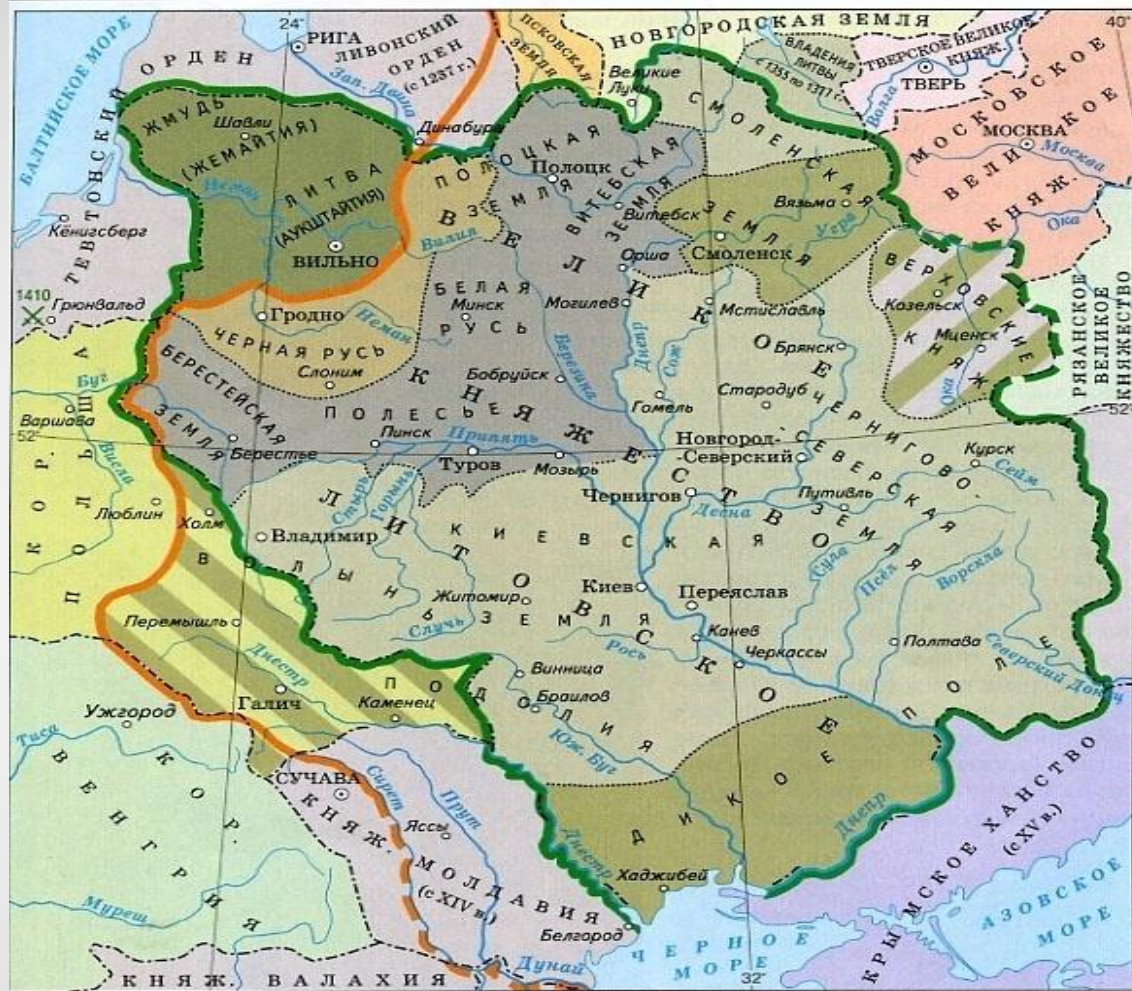 24°
40°
БАЛТИЙСКОЕ МОРЕ
РИГА
ЛИВОНСКИЙ
ОРДЕН
(с 1237 г.)
ПСКОВСКАЯ
ЗЕМЛЯ
НОВГОРОДСКАЯ ЗЕМЛЯ
ВЛАДЕНИЯ
ЛИТВЫ
с 1355 по
ТВЕРСКОЕ ВЕЛИКОЕ
КНЯЖ.
ТВЕРЬ
Волга
МОСКОВСКОЕ
ВЕЛИКОЕ
КНЯЖ.
МОСКВА
Москва
Ока
ТЕВТОНСКИЙ
ОРДЕН
Зап. Двина
Великие
Луки
Динабург
ЖМУДЬ
(ЖЕМАЙТИЯ)
Шавли
Неман
ЛИТВА
(АУКШТАЙТИЯ)
ВИЛЬНО
Вилия
Кёнигсберг
1410
Грюнвальд
ПОЛОЦКАЯ
ЗЕМЛЯ
Полоцк
ВИТЕБСКАЯ
ЗЕМЛЯ
Витебск
Орша
СМОЛЕНСКАЯ
ЗЕМЛЯ
Вязьма
Угра
Смоленск
ВЕРХОВСКИЕ
КНЯЖ.
Козельск
Мценск
Ока
РЯЗАНСКОЕ
ВЕЛИКОЕ
КНЯЖЕСТВО
ВЕЛИКОЕ
КНЯЖЕСТВО
ЛИТОВСКОЕ
БЕЛАЯ
РУСЬ
Минск
Могилев
Мстиславль
Днепр
Сож
Березина
Брянск
Гродно
Неман
ЧЕРНАЯ РУСЬ
Слоним
Бобруйск
Стародуб
Гомель
БЕРЕСТЕЙСКАЯ
ЗЕМЛЯ
Берестье
ПОЛЕСЬЕ
Пинск
Припять
Туров
Мозырь
Новгород-
-Северский
ЧЕРНИГОВО-
СЕВЕРСКАЯ
ЗЕМЛЯ
Курск
Сейм
Путивль
Чернигов
Десна
52°
52°
КОР.
ПОЛЬША
Буг
Варшава
Висла
Люблин
Холм
Владимир
Стырь
Горынь
ВОЛЫНЬ
КИЕВСКАЯ
ЗЕМЛЯ
Житомир
Случь
Киев
Переяслав
Канев
Черкассы
Рось
Сула
Псёл
Ворскла
Полтава
Северский Донец
Перемышль
Днестр
Галич
Каменец
ПОДОЛИЯ
Винница
Браилов
Юж. Буг
ДИКОЕ ПОЛЕ
Днепр
Хаджибей
Днестр
Белгород
Ужгород
Тиса
КОР.
ВЕНГРИЯ
Муреш
СУЧАВА
КНЯЖ. МОЛДАВИЯ
(с XIV в.)
Сирет
Прут
Яссы
Дунай
КНЯЖ. ВАЛАХИЯ
ЧЕРНОЕ
МОРЕ
32°
КРЫМСКОЕ ХАНСТВО
(с XV в.)
АЗОВСКОЕ
МОРЕ